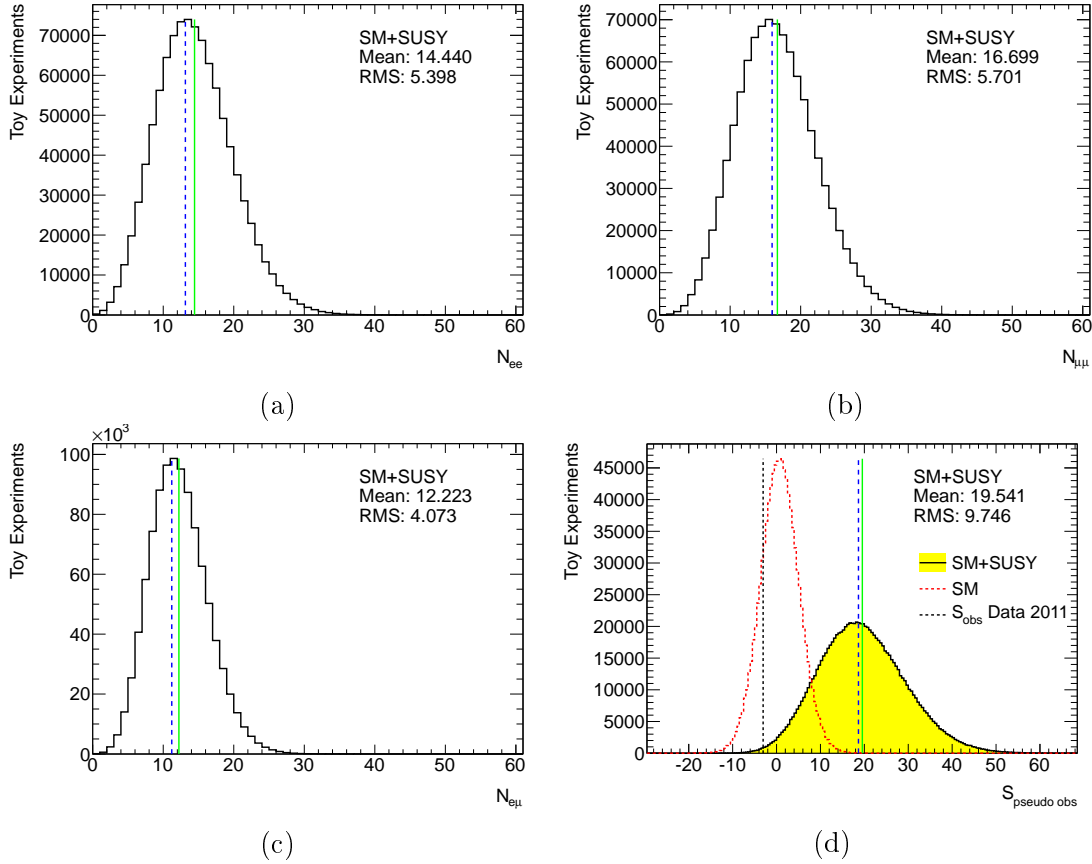 Toy Experiments
70000
60000
50000
40000
30000
20000
10000
0
0 10 20 30 40 50 60
N_ee
SM+SUSY
Mean: 14.440
RMS: 5.398
(a)
Toy Experiments
70000
60000
50000
40000
30000
20000
10000
0
0 10 20 30 40 50 60
N_μμ
SM+SUSY
Mean: 16.699
RMS: 5.701
(b)
Toy Experiments
×10³
100
80
60
40
20
0
0 10 20 30 40 50 60
N_eμ
SM+SUSY
Mean: 12.223
RMS: 4.073
(c)
Toy Experiments
45000
40000
35000
30000
25000
20000
15000
10000
5000
0
-20 -10 0 10 20 30 40 50 60
S_pseudo obs
SM+SUSY
Mean: 19.541
RMS: 9.746
SM+SUSY
SM
S_obs Data 2011
(d)